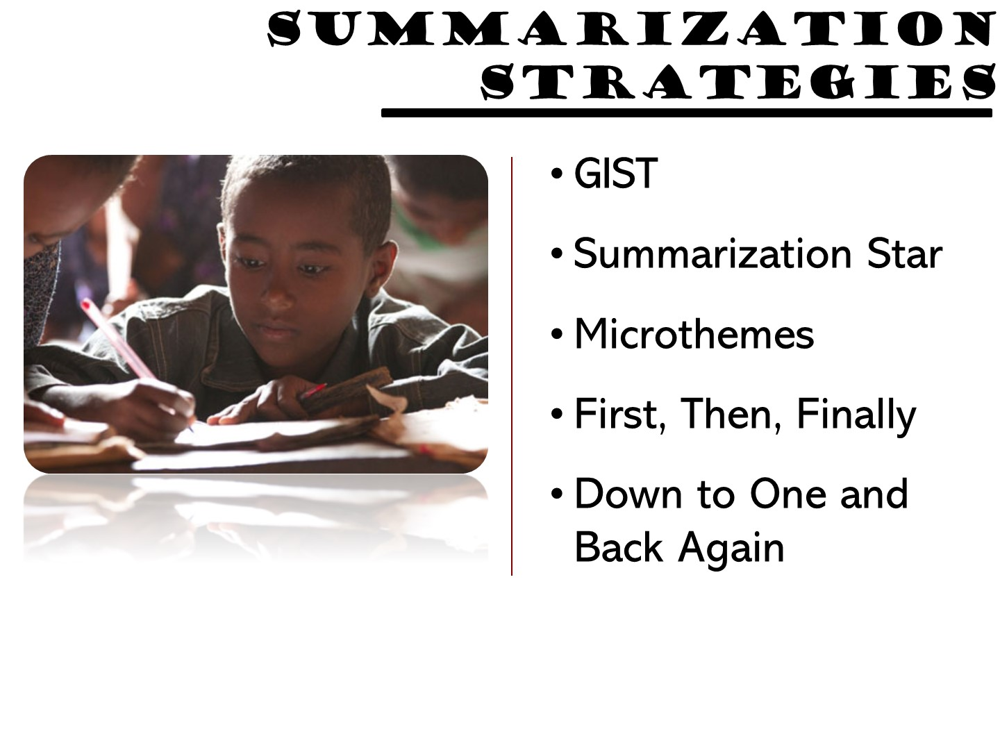 SUMMARIZATION
STRATEGIES
• GIST
• Summarization Star
• Microthemes
• First, Then, Finally
• Down to One and
Back Again